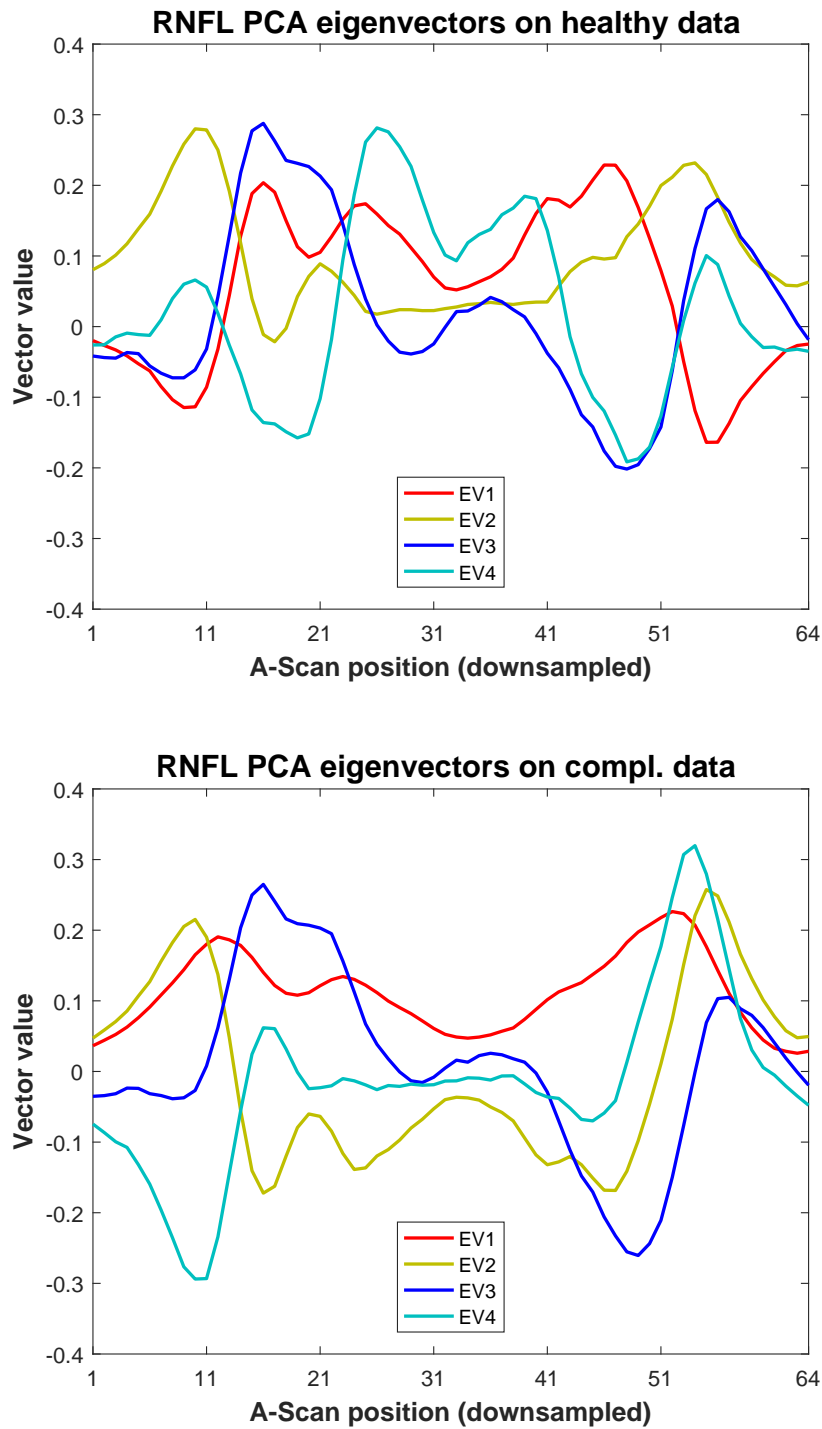 RNFL PCA eigenvectors on healthy data
0.4
0.3
0.2
0.1
0
-0.1
-0.2
-0.3
-0.4
Vector value
EV1
EV2
EV3
EV4
1 11 21 31 41 51 64
A-Scan position (downsampled)
RNFL PCA eigenvectors on compl. data
0.4
0.3
0.2
0.1
0
-0.1
-0.2
-0.3
-0.4
Vector value
EV1
EV2
EV3
EV4
1 11 21 31 41 51 64
A-Scan position (downsampled)